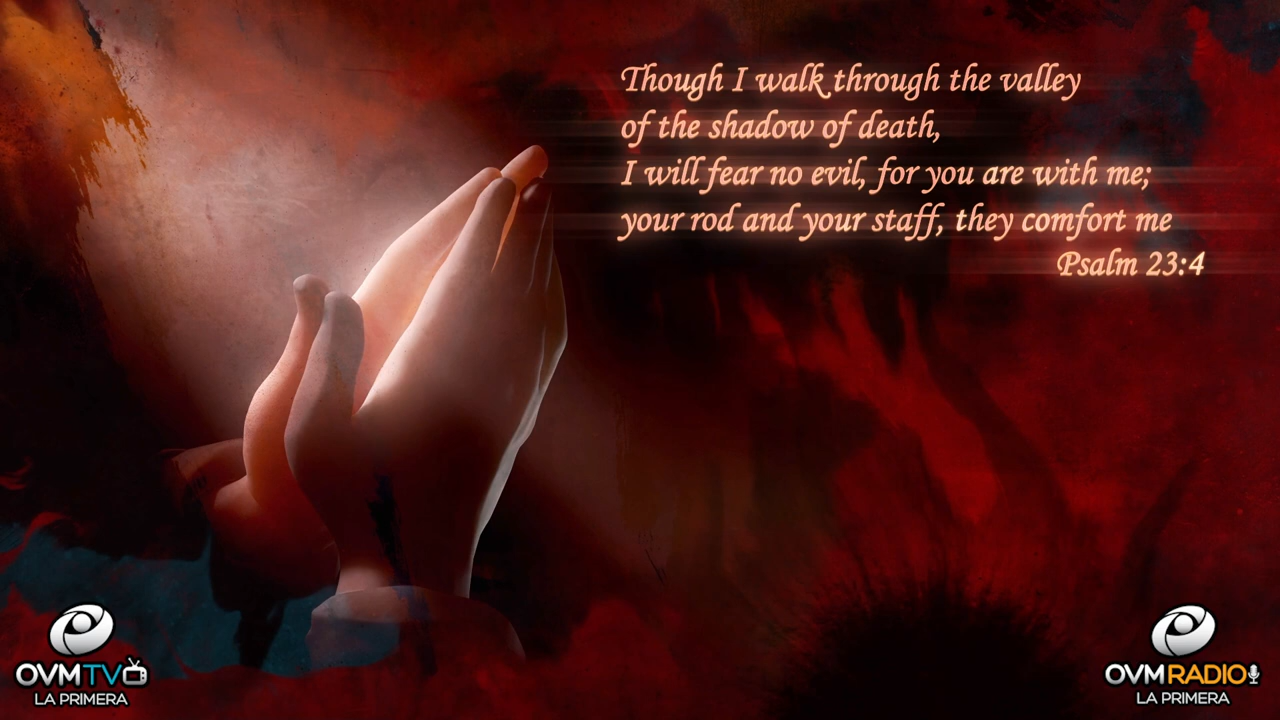 Though I walk through the valley
of the shadow of death,
I will fear no evil, for you are with me;
your rod and your staff, they comfort me
Psalm 23:4
OVMTV
LA PRIMERA
OVMRADIO
LA PRIMERA